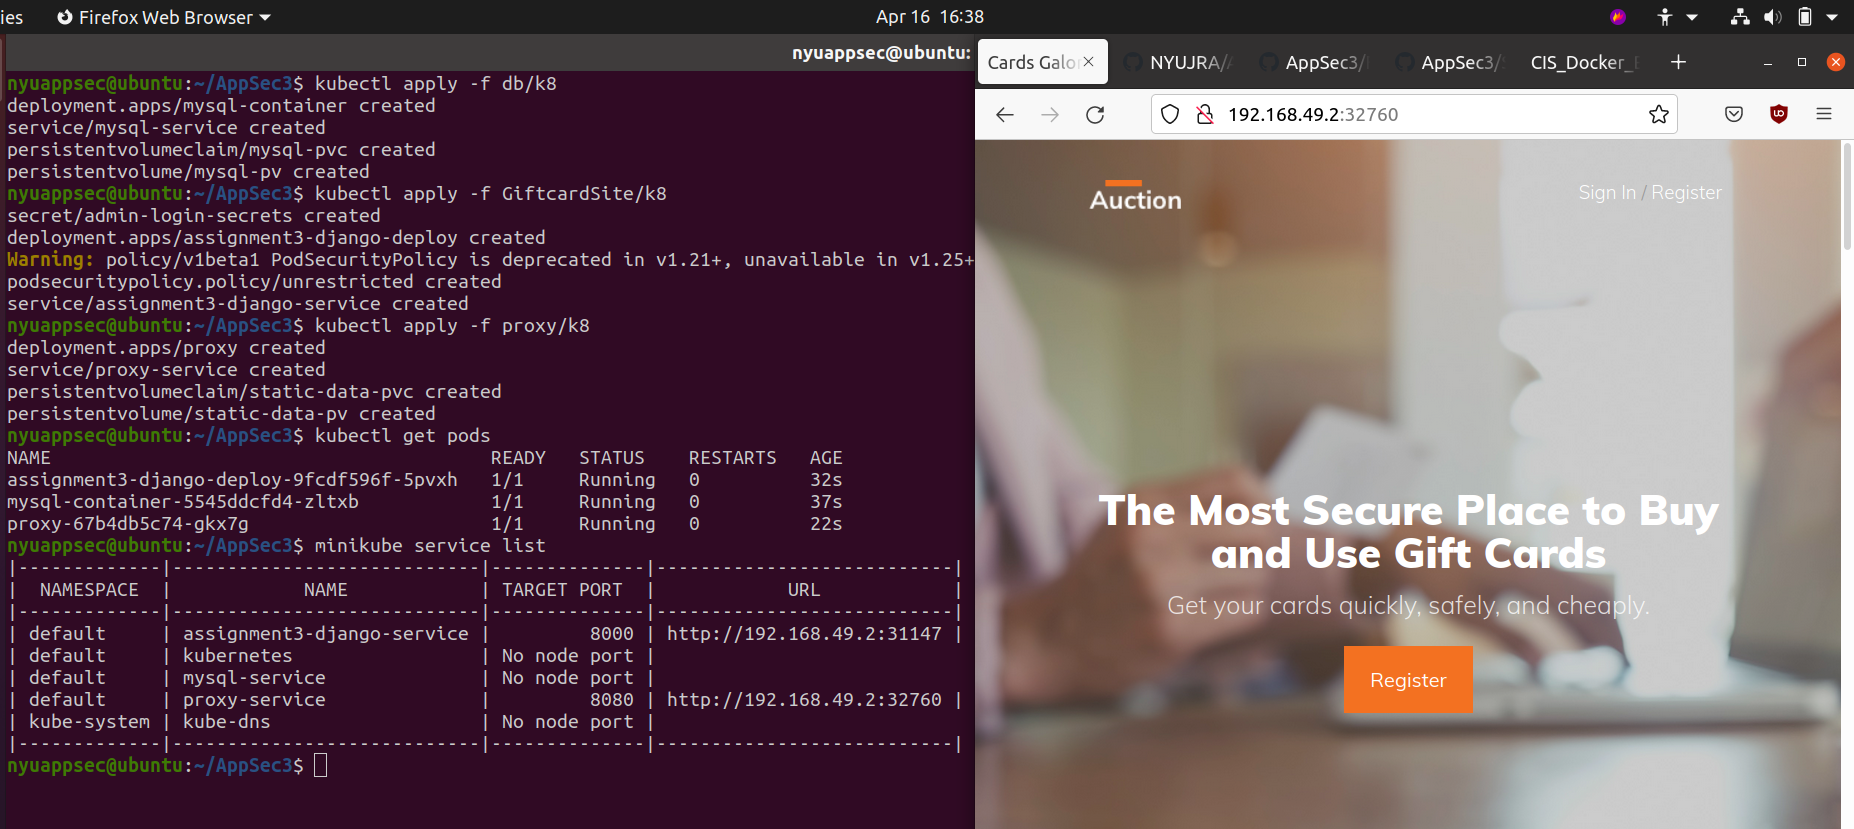 ies Firefox Web Browser Apr 16 16:38
nyuappsec@ubuntu:
nyuappsec@ubuntu:~/AppSec3$ kubectl apply -f db/k8
deployment.apps/mysql-container created
service/mysql-service created
persistentvolumeclaim/mysql-pvc created
persistentvolume/mysql-pv created
nyuappsec@ubuntu:~/AppSec3$ kubectl apply -f GiftcardSite/k8
secret/admin-login-secrets created
deployment.apps/assignment3-django-deploy created
Warning: policy/v1beta1 PodSecurityPolicy is deprecated in v1.21+, unavailable in v1.25+
podsecuritypolicy.policy/unrestricted created
service/assignment3-django-service created
nyuappsec@ubuntu:~/AppSec3$ kubectl apply -f proxy/k8
deployment.apps/proxy created
service/proxy-service created
persistentvolumeclaim/static-data-pvc created
persistentvolume/static-data-pv created
nyuappsec@ubuntu:~/AppSec3$ kubectl get pods
NAME READY STATUS RESTARTS AGE
assignment3-django-deploy-9fcdf596f-5pvxh 1/1 Running 0 32s
mysql-container-5545ddcfd4-zltxb 1/1 Running 0 37s
proxy-67b4db5c74-gkx7g 1/1 Running 0 22s
nyuappsec@ubuntu:~/AppSec3$ minikube service list
|-------------|----------------------------|--------------|---------------------------|
| NAMESPACE | NAME | TARGET PORT | URL |
|-------------|----------------------------|--------------|---------------------------|
| default | assignment3-django-service | 8000 | http://192.168.49.2:31147 |
| default | kubernetes | No node port |
| default | mysql-service | No node port |
| default | proxy-service | 8080 | http://192.168.49.2:32760 |
| kube-system | kube-dns | No node port |
|-------------|----------------------------|--------------|---------------------------|
nyuappsec@ubuntu:~/AppSec3$
Cards Galo NYUJRA/ AppSec3/ AppSec3/ CIS_Docker_
192.168.49.2:32760
Auction
Sign In / Register
The Most Secure Place to Buy
and Use Gift Cards
Get your cards quickly, safely, and cheaply.
Register